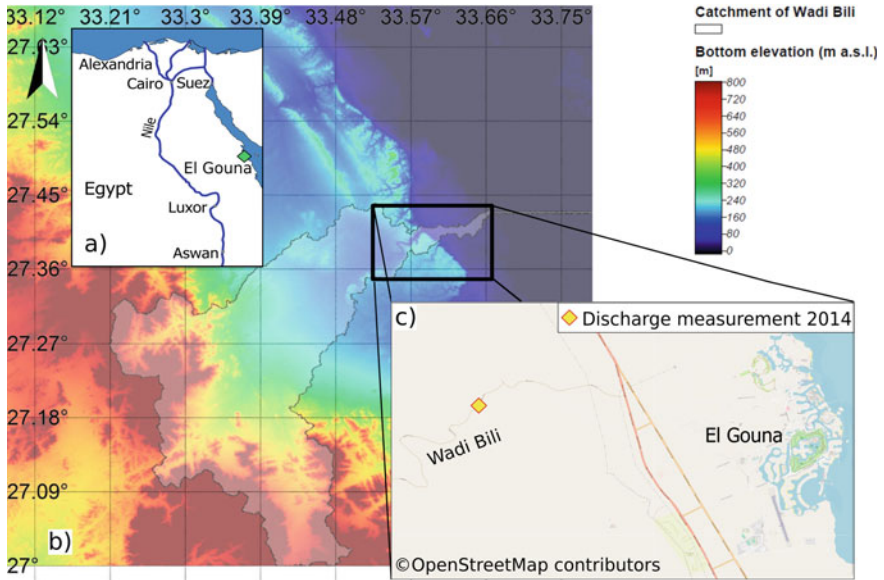 33.12° 33.21° 33.3° 33.39° 33.48° 33.57° 33.66° 33.75°
27.63°
27.54°
27.45°
27.36°
27.27°
27.18°
27.09°
27°
Alexandria
Cairo
Suez
Nile
El Gouna
Egypt
Luxor
a)
Aswan
b)
c)
Discharge measurement 2014
Wadi Bili
El Gouna
©OpenStreetMap contributors
Catchment of Wadi Bili
Bottom elevation (m a.s.l.)
[m]
800
720
640
560
480
400
320
240
160
80
0